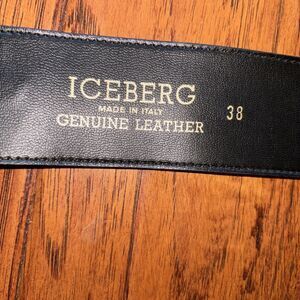 ICEBERG
MADE IN ITALY
GENUINE LEATHER
38